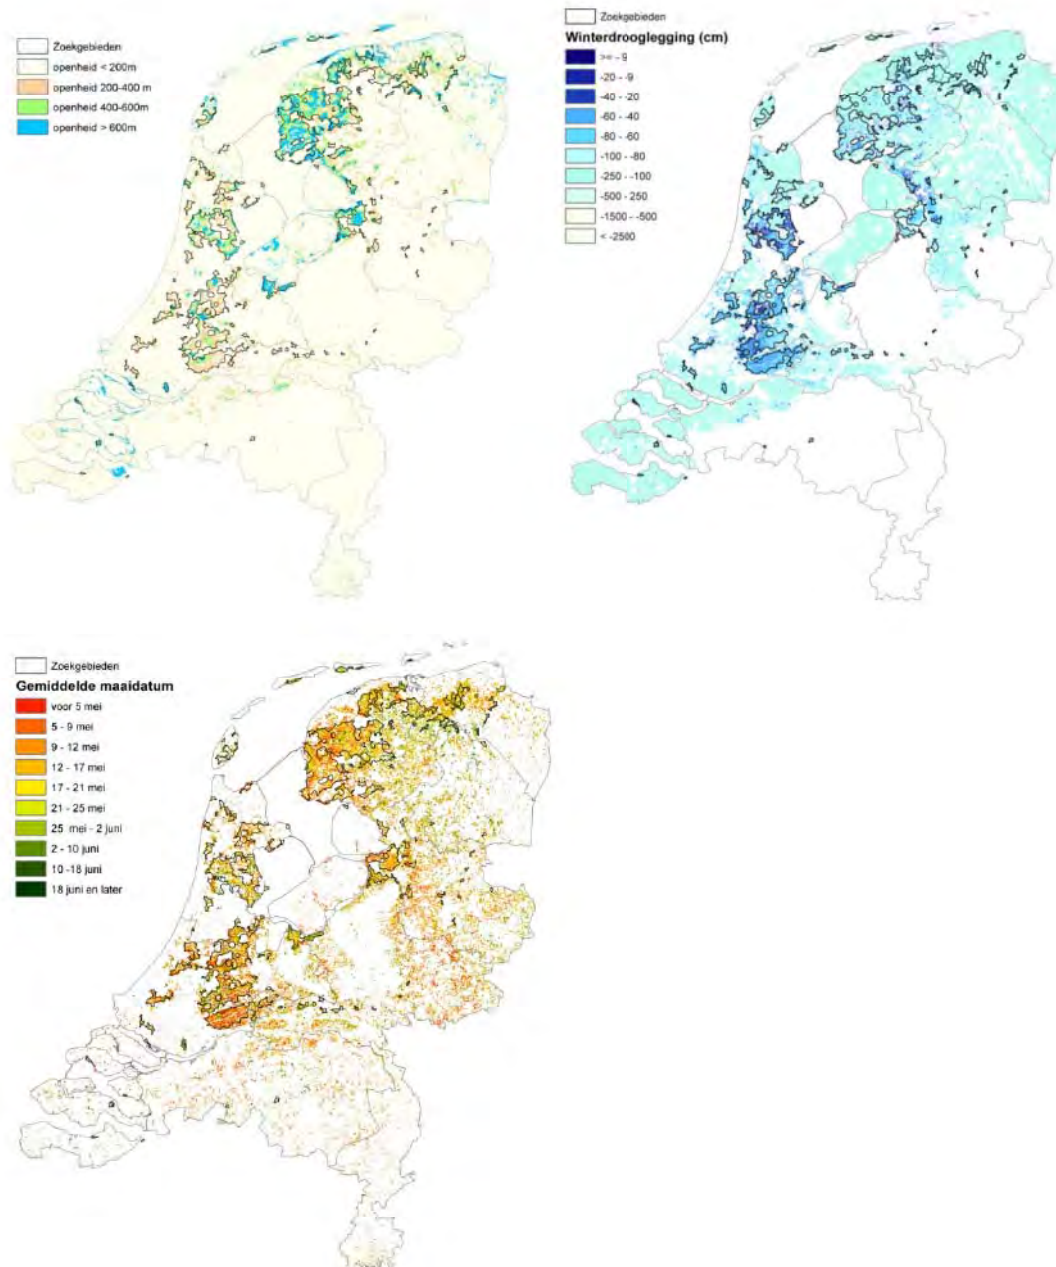 Zoekgebieden
openheid < 200m
openheid 200-400 m
openheid 400-600m
openheid > 600m
Zoekgebieden
Winterdrooglegging (cm)
>= - 9
-20 - -9
-40 - -20
-60 - -40
-80 - -60
-100 - -80
-250 - -100
-500 - 250
-1500 - -500
< -2500
Zoekgebieden
Gemiddelde maaidatum
voor 5 mei
5 - 9 mei
9 - 12 mei
12 - 17 mei
17 - 21 mei
21 - 25 mei
25 mei - 2 juni
2 - 10 juni
10 -18 juni
18 juni en later